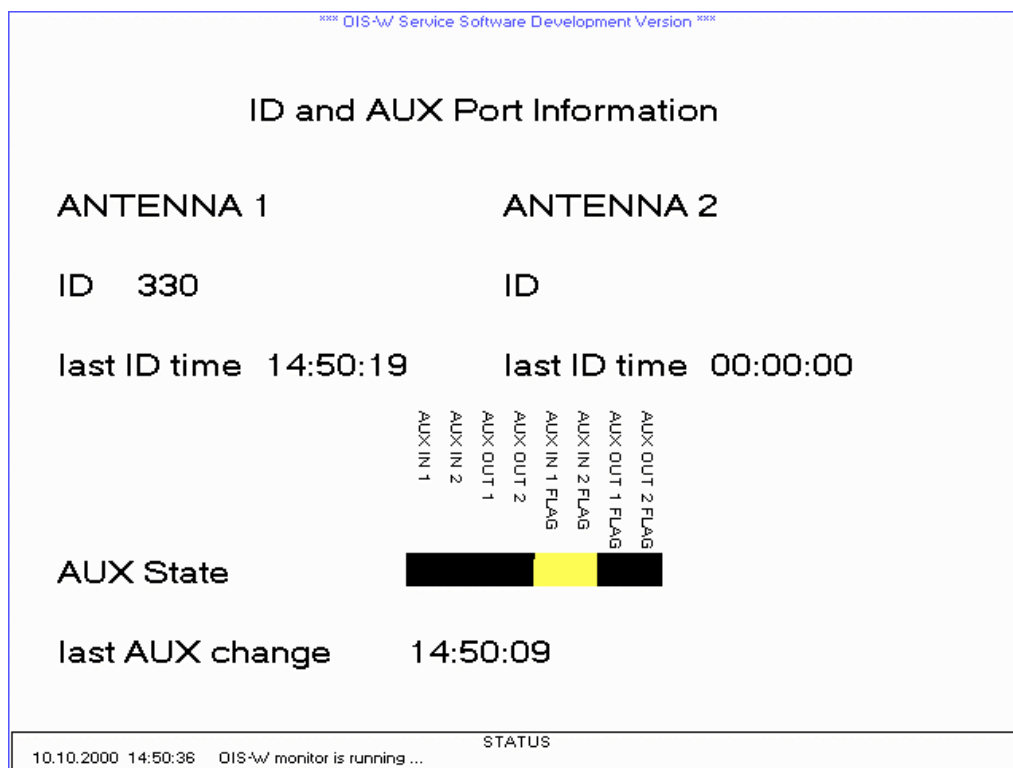 *** OIS-W Service Software Development Version ***
ID and AUX Port Information
ANTENNA 1 ANTENNA 2
ID 330 ID
last ID time 14:50:19 last ID time 00:00:00
AUX IN 1
AUX IN 2
AUX OUT 1
AUX OUT 2
AUX IN 1 FLAG
AUX IN 2 FLAG
AUX OUT 1 FLAG
AUX OUT 2 FLAG
AUX State
last AUX change 14:50:09
STATUS
10.10.2000 14:50:36 OIS-W monitor is running ...